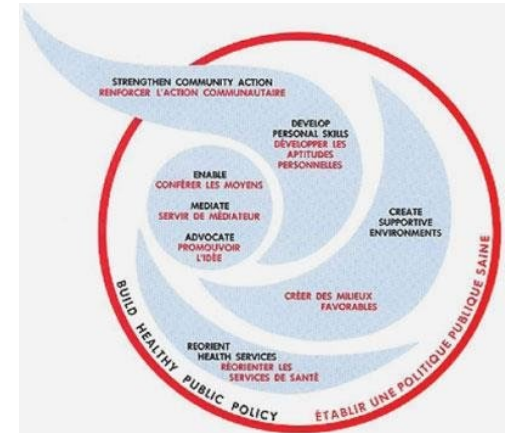 STRENGTHEN COMMUNITY ACTION
RENFORCER L'ACTION COMMUNAUTAIRE
DEVELOP
PERSONAL SKILLS
DÉVELOPPER LES
APTITUDES
PERSONNELLES
ENABLE
CONFÉRER LES MOYENS
MEDIATE
SERVIR DE MÉDIATEUR
ADVOCATE
PROMOUVOIR
L'IDÉE
CREATE
SUPPORTIVE
ENVIRONMENTS
CRÉER DES MILIEUX
FAVORABLES
REORIENT
HEALTH SERVICES
RÉORIENTER LES
SERVICES DE SANTÉ
BUILD HEALTHY PUBLIC POLICY
ÉTABLIR UNE POLITIQUE PUBLIQUE SAINE